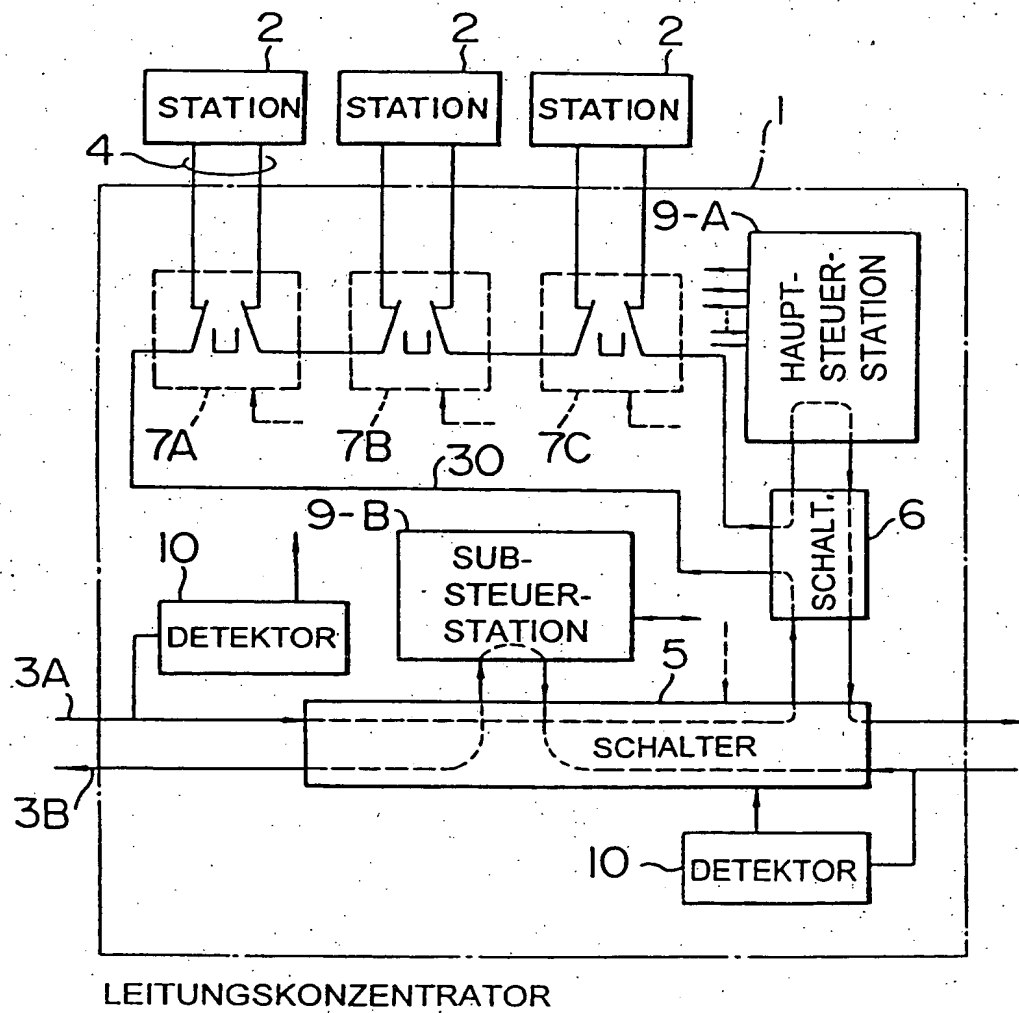 2 2 2
STATION STATION STATION
4
1
9-A
HAUPT-
STEUER-
STATION
7A 7B 7C
30
9-B
SCHALT. 6
10
SUB-
STEUER-
STATION
DETEKTOR
3A
5
SCHALTER
3B
10 DETEKTOR
LEITUNGSKONZENTRATOR